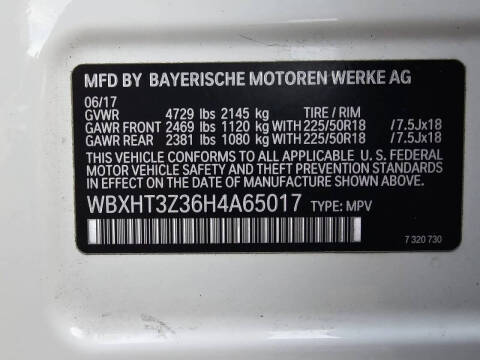 MFD BY BAYERISCHE MOTOREN WERKE AG
06/17
GVWR 4729 lbs 2145 kg TIRE / RIM
GAWR FRONT 2469 lbs 1120 kg WITH 225/50R18 /7.5Jx18
GAWR REAR 2381 lbs 1080 kg WITH 225/50R18 /7.5Jx18
THIS VEHICLE CONFORMS TO ALL APPLICABLE U. S. FEDERAL
MOTOR VEHICLE SAFETY AND THEFT PREVENTION STANDARDS
IN EFFECT ON THE DATE OF MANUFACTURE SHOWN ABOVE.
WBXHT3Z36H4A65017 TYPE: MPV
7 320 730